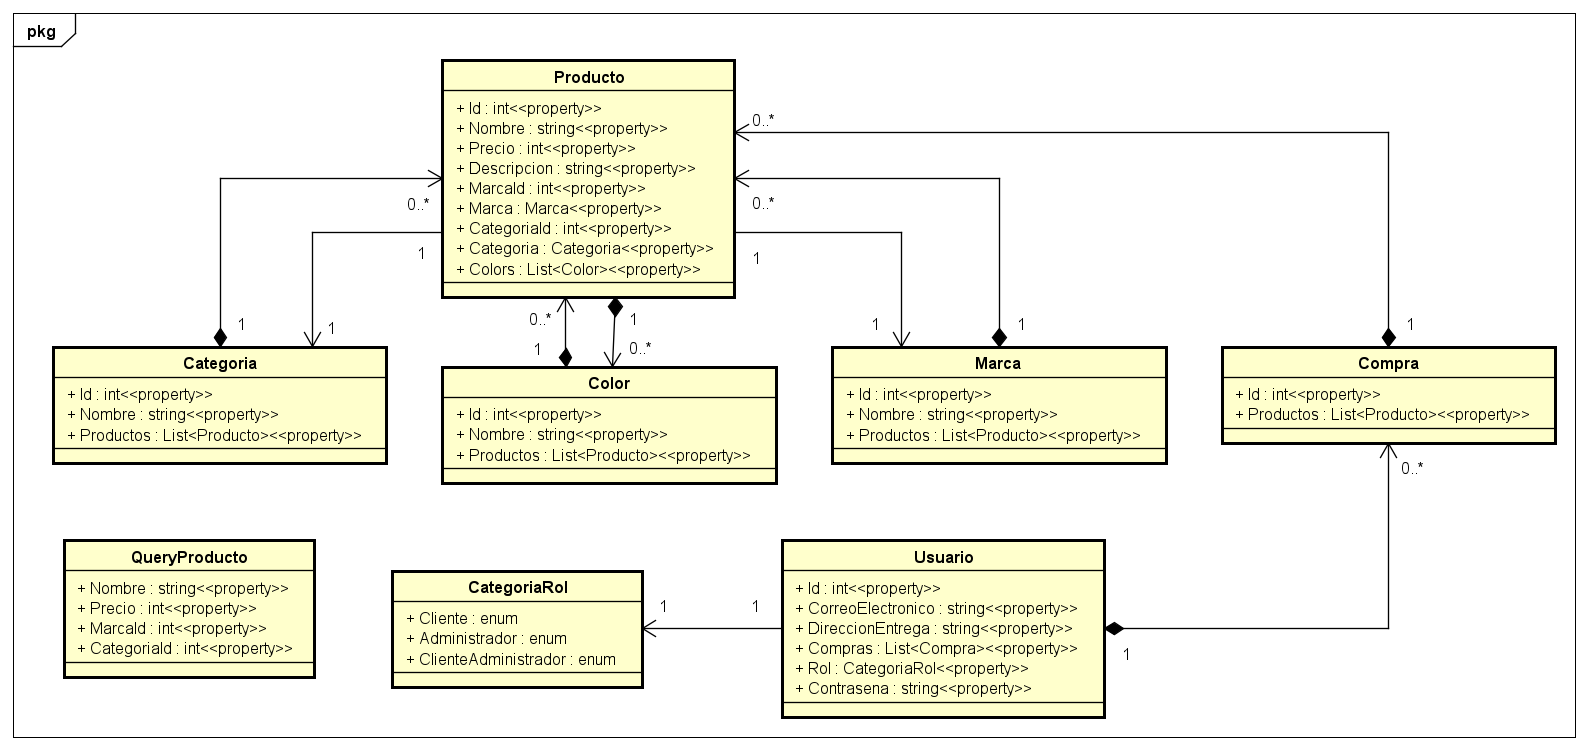 pkg
Producto
+ Id : int<<property>>
+ Nombre : string<<property>>
+ Precio : int<<property>>
+ Descripcion : string<<property>>
+ MarcaId : int<<property>>
+ Marca : Marca<<property>>
+ CategoriaId : int<<property>>
+ Categoria : Categoria<<property>>
+ Colors : List<Color><<property>>
0..*
0..*
0..*
1
1
0..*
1
1
0..*
1
1
1
1
1
1
Categoria
+ Id : int<<property>>
+ Nombre : string<<property>>
+ Productos : List<Producto><<property>>
Color
+ Id : int<<property>>
+ Nombre : string<<property>>
+ Productos : List<Producto><<property>>
Marca
+ Id : int<<property>>
+ Nombre : string<<property>>
+ Productos : List<Producto><<property>>
Compra
+ Id : int<<property>>
+ Productos : List<Producto><<property>>
0..*
QueryProducto
+ Nombre : string<<property>>
+ Precio : int<<property>>
+ MarcaId : int<<property>>
+ CategoriaId : int<<property>>
CategoriaRol
+ Cliente : enum
+ Administrador : enum
+ ClienteAdministrador : enum
1
1
Usuario
+ Id : int<<property>>
+ CorreoElectronico : string<<property>>
+ DireccionEntrega : string<<property>>
+ Compras : List<Compra><<property>>
+ Rol : CategoriaRol<<property>>
+ Contrasena : string<<property>>
1